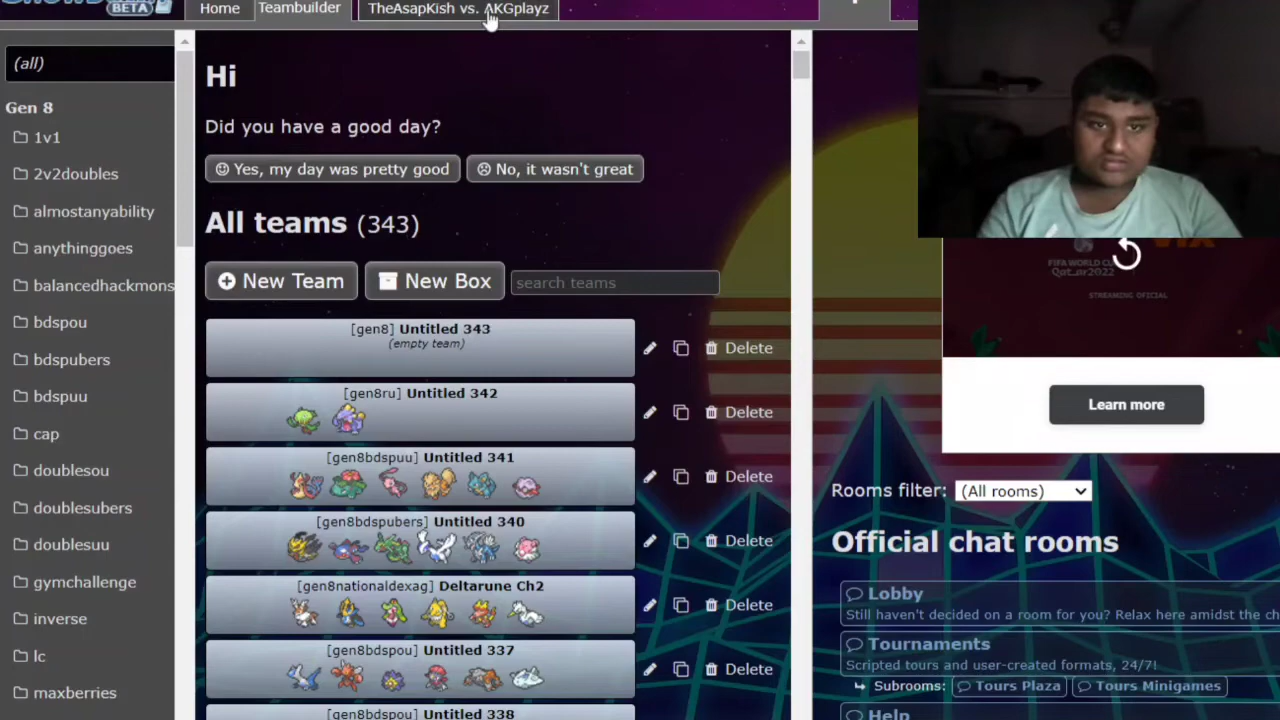 BETA
Home
Teambuilder
TheAsapKish vs. AKGplayz
(all)
Gen 8
1v1
2v2doubles
almostanyability
anythinggoes
balancedhackmons
bdspou
bdspubers
bdspuu
cap
doublesou
doublesubers
doublesuu
gymchallenge
inverse
lc
maxberries
Hi
Did you have a good day?
Yes, my day was pretty good
No, it wasn't great
All teams (343)
New Team
New Box
search teams
[gen8] Untitled 343
(empty team)
Delete
[gen8ru] Untitled 342
Delete
[gen8bdspuu] Untitled 341
Delete
[gen8bdspubers] Untitled 340
Delete
[gen8nationaldexag] Deltarune Ch2
Delete
[gen8bdspou] Untitled 337
Delete
[gen8bdspou] Untitled 338
FIFA WORLD CU
Qat_ar2022
STREAMING OFICIAL
Learn more
Rooms filter: (All rooms)
Official chat rooms
Lobby
Still haven't decided on a room for you? Relax here amidst the ch
Tournaments
Scripted tours and user-created formats, 24/7!
Subrooms: Tours Plaza Tours Minigames
Help